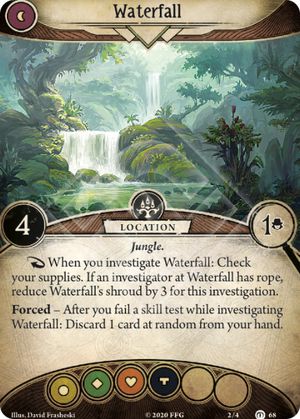 Waterfall
4
LOCATION
1
Jungle.
When you investigate Waterfall: Check
your supplies. If an investigator at Waterfall has rope,
reduce Waterfall's shroud by 3 for this investigation.
Forced – After you fail a skill test while investigating
Waterfall: Discard 1 card at random from your hand.
Illus. David Frasheski
© 2020 FFG
2/4
68